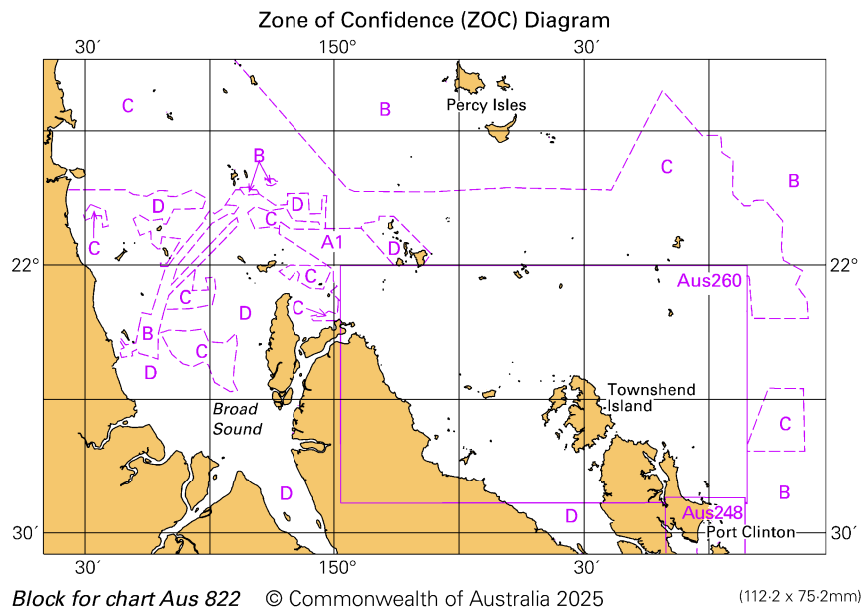 Zone of Confidence (ZOC) Diagram
30´ 150° 30´
C
B
Percy Isles
B
C
B
D
D
C
C
A1
D
22°
22°
C
Aus260
C
C
D
B
C
D
Townshend
Island
Broad
Sound
C
D
B
D
Aus248
Port Clinton
30´
30´
30´ 150° 30´
Block for chart Aus 822 © Commonwealth of Australia 2025 (112·2 x 75·2mm)